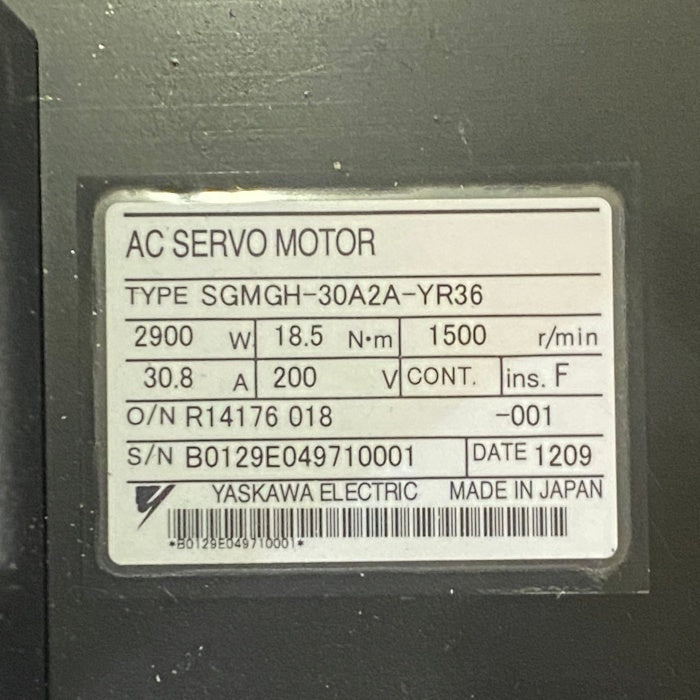 AC SERVO MOTOR
TYPE SGMGH-30A2A-YR36
2900 W 18.5 N·m 1500 r/min
30.8 A 200 V CONT. ins. F
O/N R14176 018 -001
S/N B0129E049710001 DATE 1209
YASKAWA ELECTRIC MADE IN JAPAN
*B0129E049710001*